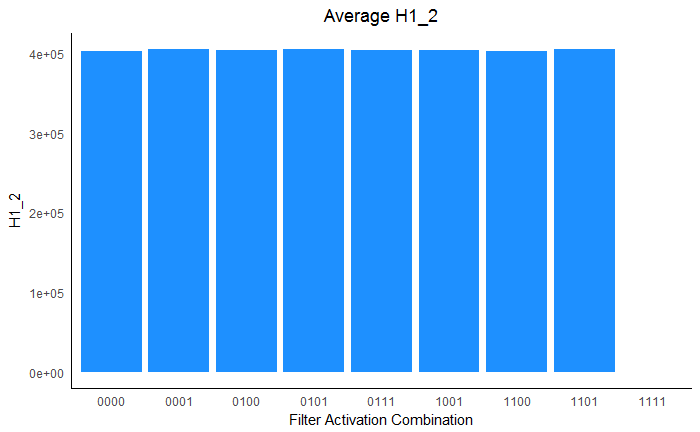 Average H1_2
H1_2
4e+05
3e+05
2e+05
1e+05
0e+00
0000 0001 0100 0101 0111 1001 1100 1101 1111
Filter Activation Combination